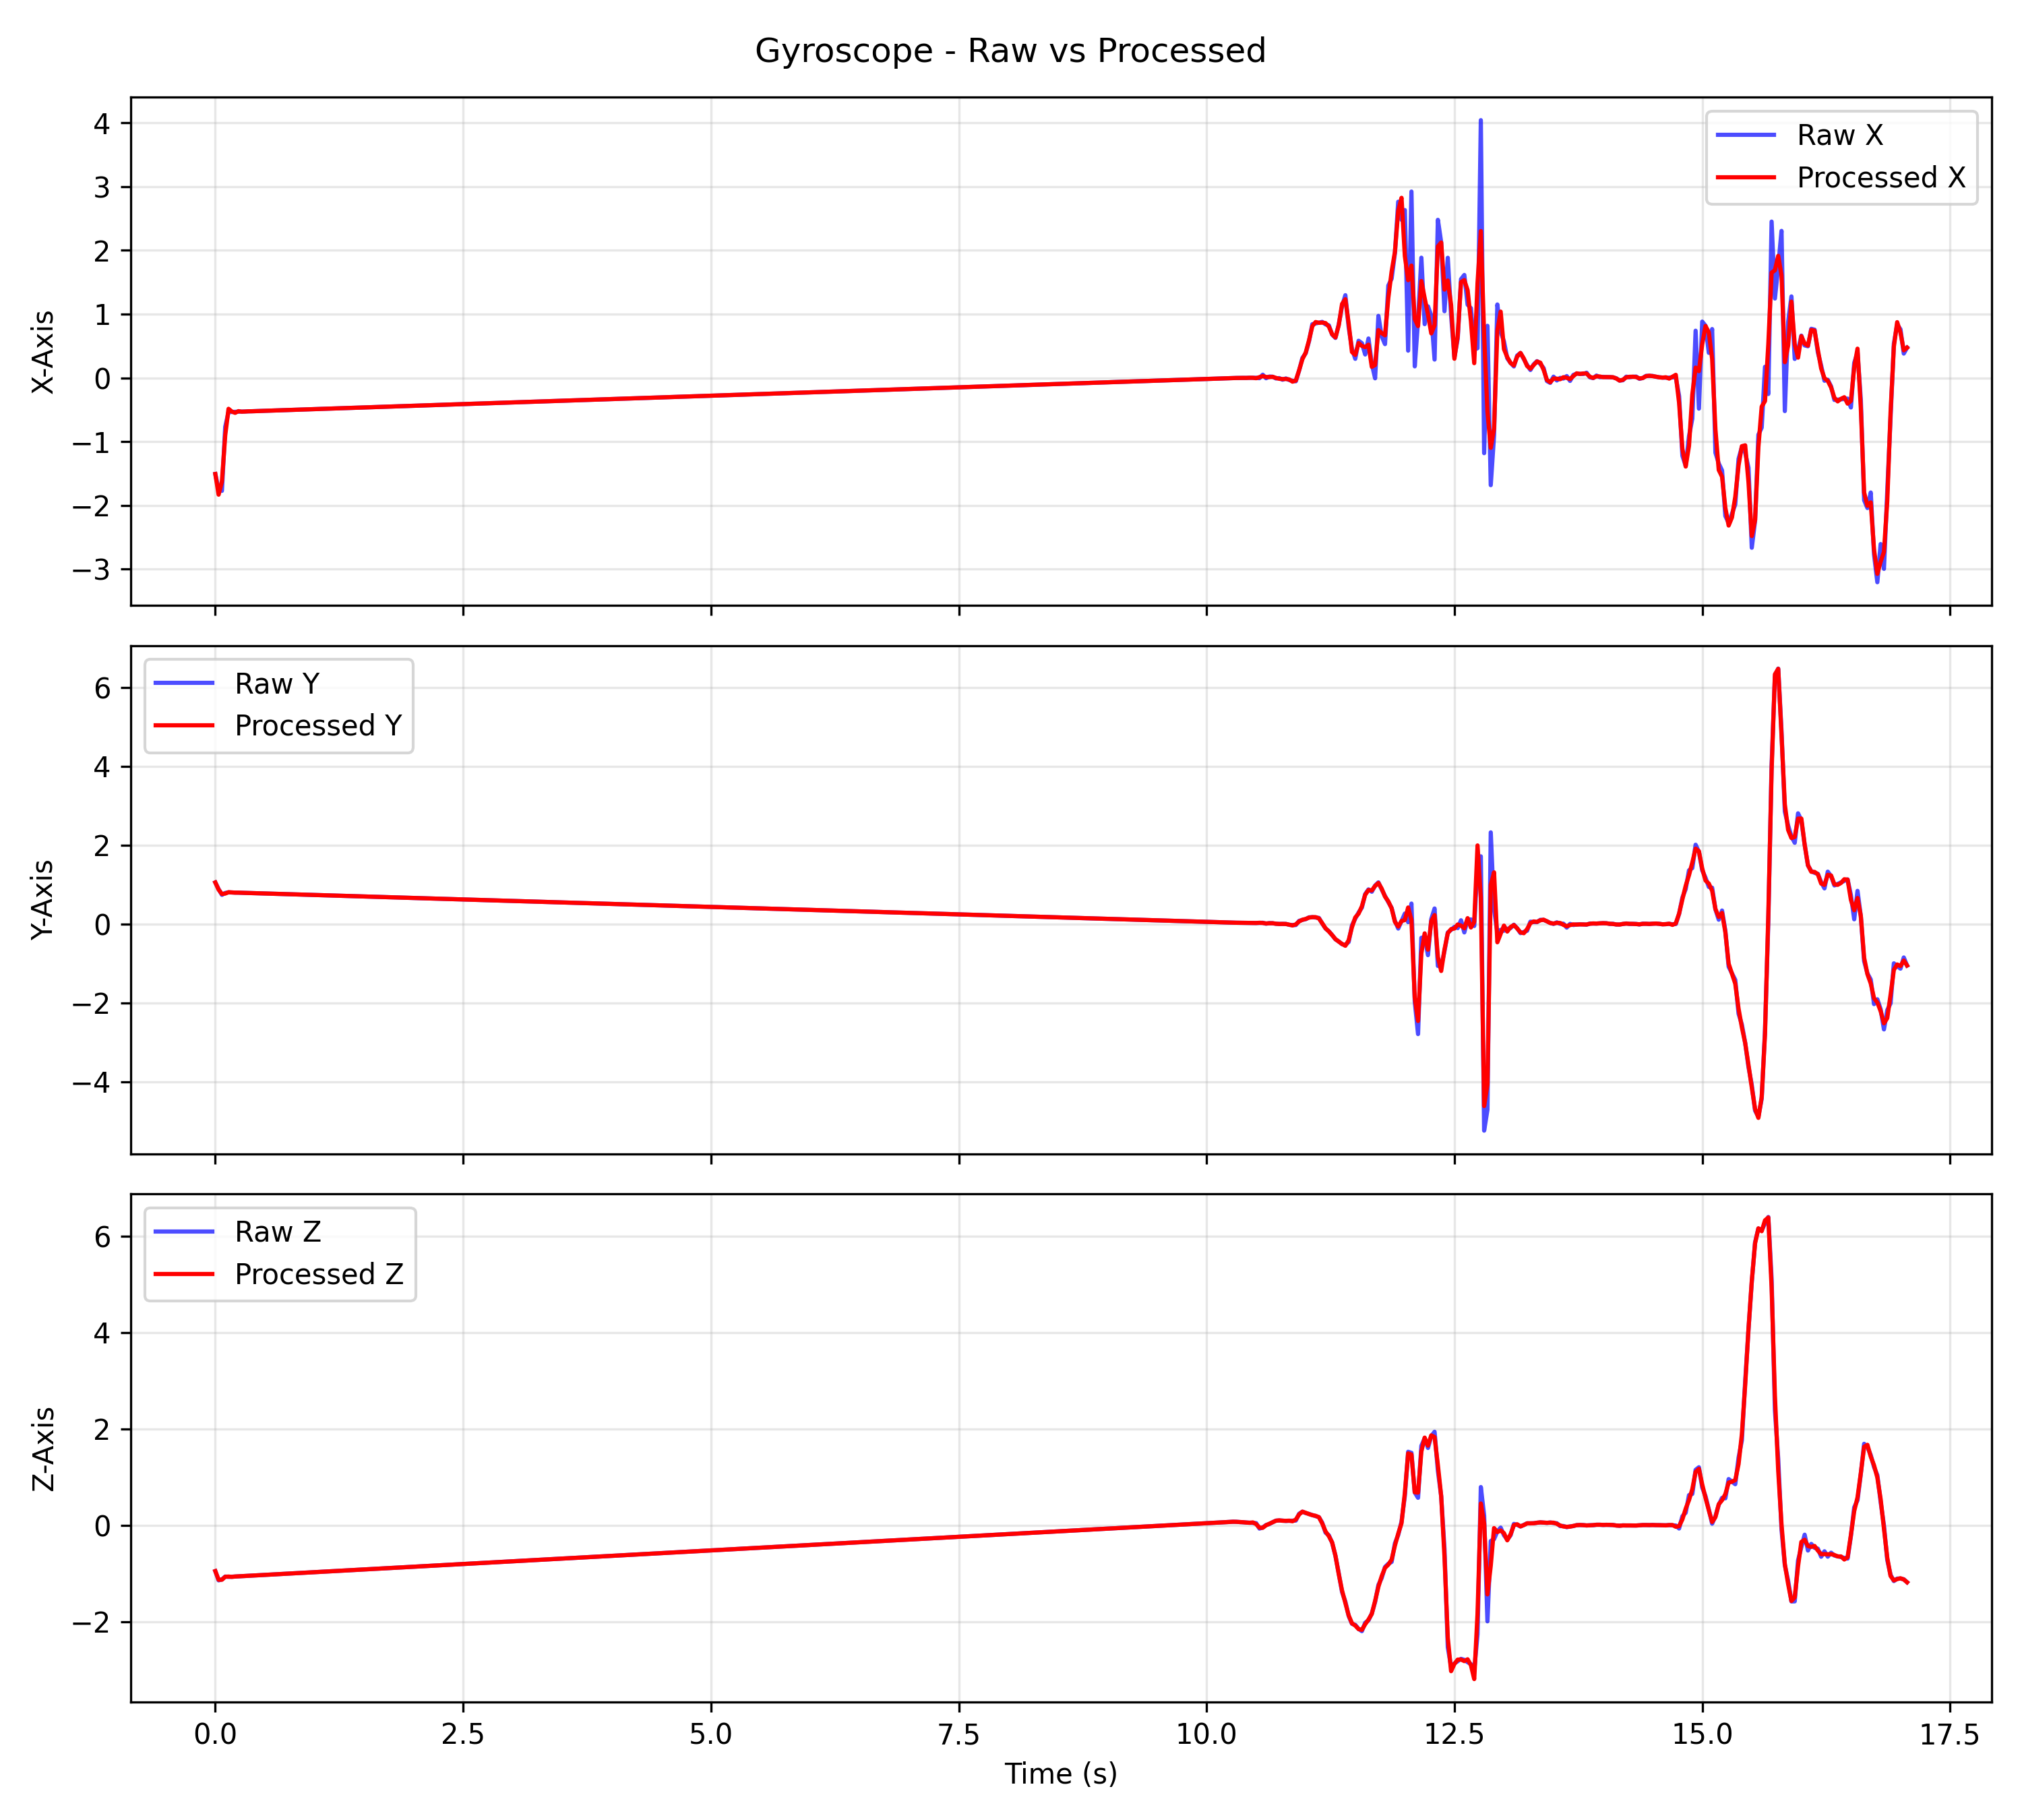 Gyroscope - Raw vs Processed
4
3
2
1
0
−1
−2
−3
X-Axis
Raw X
Processed X
6
4
2
0
−2
−4
Y-Axis
Raw Y
Processed Y
6
4
2
0
−2
Z-Axis
Raw Z
Processed Z
0.0 2.5 5.0 7.5 10.0 12.5 15.0 17.5
Time (s)